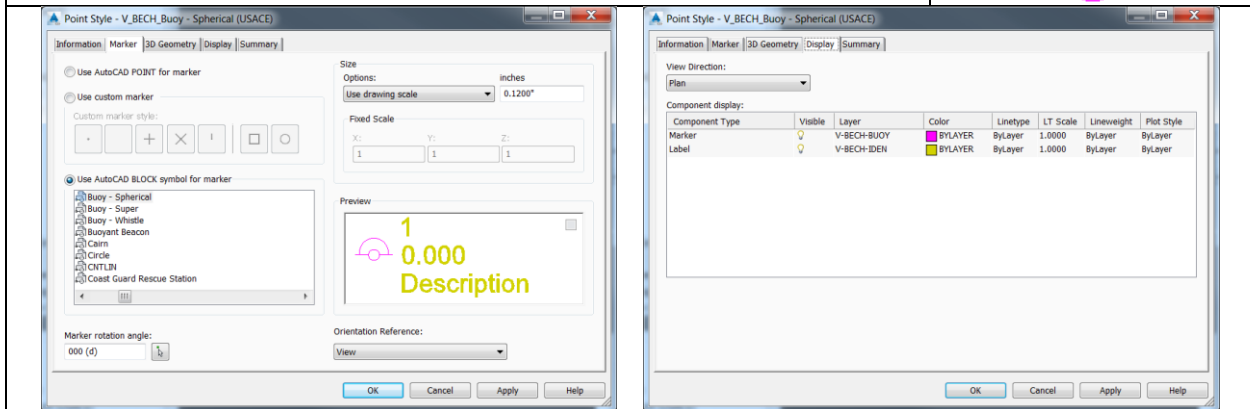 Point Style - V_BECH_Buoy - Spherical (USACE)
Information Marker 3D Geometry Display Summary
Use AutoCAD POINT for marker
Use custom marker
Custom marker style:
Use AutoCAD BLOCK symbol for marker
Buoy - Spherical
Buoy - Super
Buoy - Whistle
Buoyant Beacon
Cairn
Circle
CNTLIN
Coast Guard Rescue Station
Marker rotation angle:
000 (d)
Size
Options: inches
Use drawing scale 0.1200"
Fixed Scale
X: Y: Z:
1 1 1
Preview
1
0.000
Description
Orientation Reference:
View
OK Cancel Apply Help
Point Style - V_BECH_Buoy - Spherical (USACE)
Information Marker 3D Geometry Display Summary
View Direction:
Plan
Component display:
Component Type Visible Layer Color Linetype LT Scale Lineweight Plot Style
Marker V-BECH-BUOY BYLAYER ByLayer 1.0000 ByLayer ByLayer
Label V-BECH-IDEN BYLAYER ByLayer 1.0000 ByLayer ByLayer
OK Cancel Apply Help